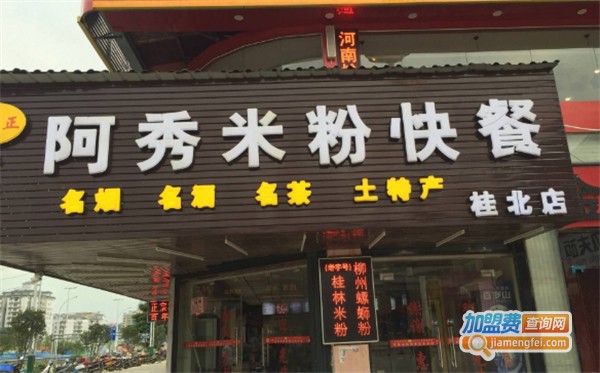 河南
正
阿秀米粉快餐
名烟 名酒 名茶 土特产
桂北店
(老字号)
桂林米粉
柳州螺蛳粉
加盟费查询网
jiamengfei.com